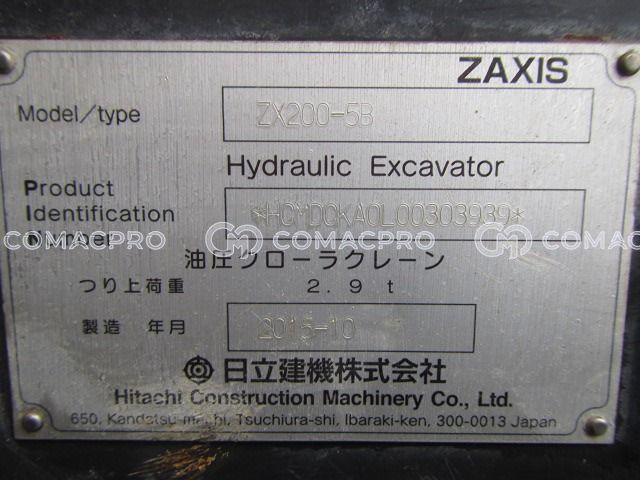 ZAXIS
Model/type ZX200-5B
Hydraulic Excavator
Product
Identification *HCMDCKA0L00303939*
Number
COMACPRO COMACPRO COMACPRO
油圧クローラクレーン
つり上荷重 2.9 t
製造 年月 2015-10
日立建機株式会社
Hitachi Construction Machinery Co., Ltd.
650, Kandatsu-machi, Tsuchiura-shi, Ibaraki-ken, 300-0013 Japan